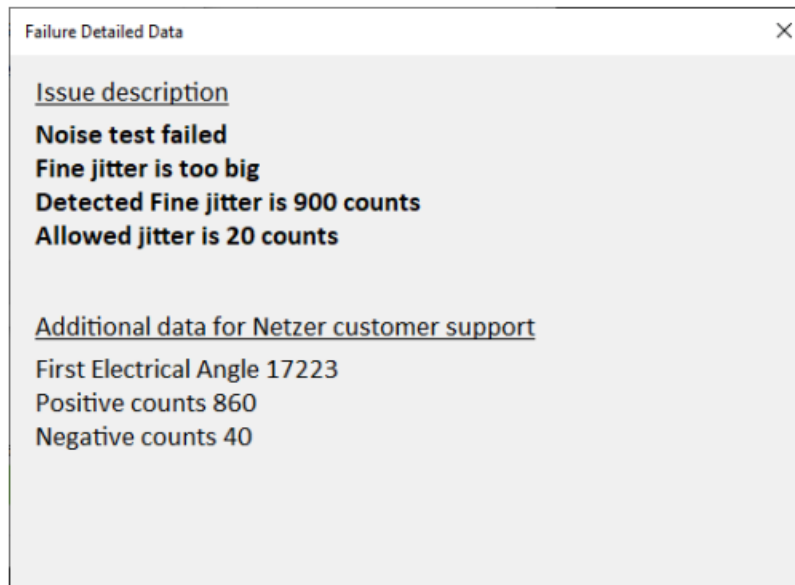 Failure Detailed Data
Issue description
Noise test failed
Fine jitter is too big
Detected Fine jitter is 900 counts
Allowed jitter is 20 counts
Additional data for Netzer customer support
First Electrical Angle 17223
Positive counts 860
Negative counts 40